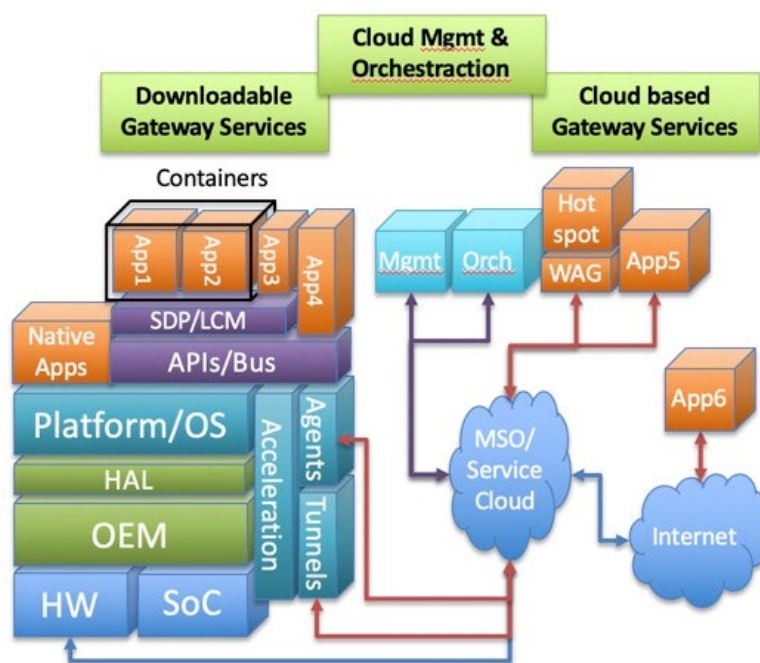 Cloud Mgmt &
Orchestraction
Downloadable
Gateway Services
Cloud based
Gateway Services
Containers
App1
App2
App3
App4
Mgmt
Orch
Hot
spot
WAG
App5
SDP/LCM
Native
Apps
APIs/Bus
App6
Platform/OS
Acceleration
Agents
MSO/
Service
Cloud
HAL
OEM
Tunnels
Internet
HW
SoC